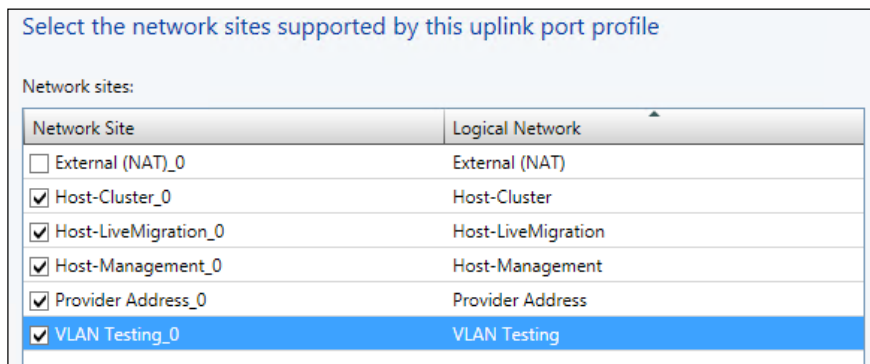 Select the network sites supported by this uplink port profile
Network sites:
Network Site Logical Network
External (NAT)_0 External (NAT)
Host-Cluster_0 Host-Cluster
Host-LiveMigration_0 Host-LiveMigration
Host-Management_0 Host-Management
Provider Address_0 Provider Address
VLAN Testing_0 VLAN Testing